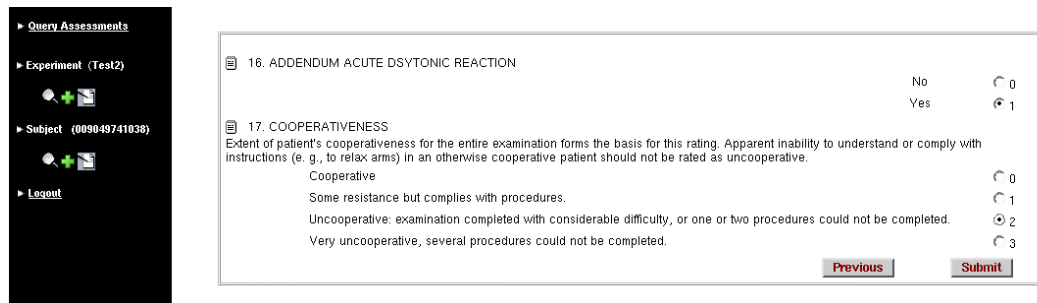 Query Assessments
Experiment (Test2)
Subject (009049741038)
Logout
16. ADDENDUM ACUTE DSYTONIC REACTION
No 0
Yes 1
17. COOPERATIVENESS
Extent of patient's cooperativeness for the entire examination forms the basis for this rating. Apparent inability to understand or comply with
instructions (e. g., to relax arms) in an otherwise cooperative patient should not be rated as uncooperative.
Cooperative 0
Some resistance but complies with procedures. 1
Uncooperative: examination completed with considerable difficulty, or one or two procedures could not be completed. 2
Very uncooperative, several procedures could not be completed. 3
Previous Submit